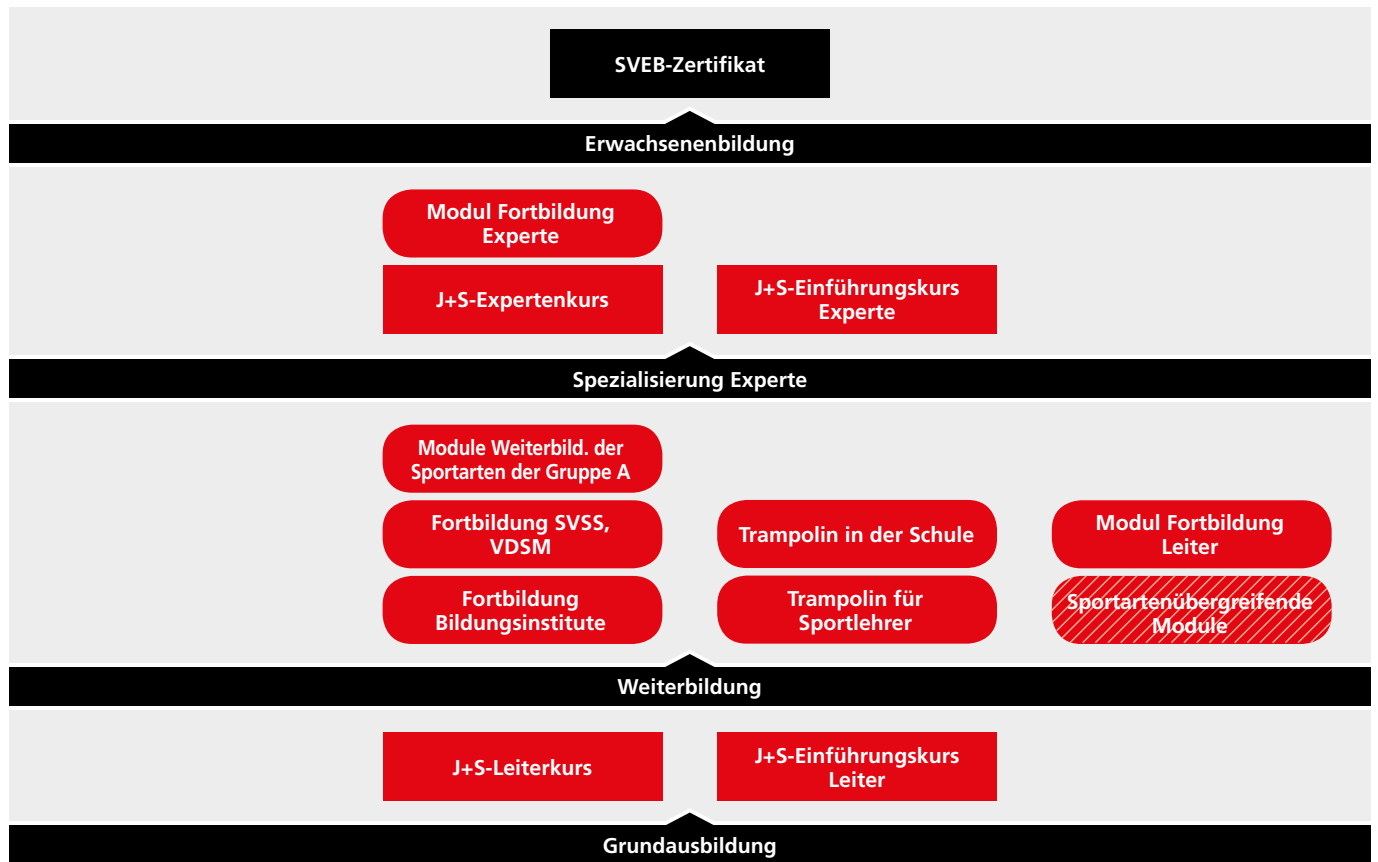 SVEB-Zertifikat
Erwachsenenbildung
Modul Fortbildung
Experte
J+S-Expertenkurs
J+S-Einführungskurs
Experte
Spezialisierung Experte
Module Weiterbild. der
Sportarten der Gruppe A
Fortbildung SVSS,
VDSM
Trampolin in der Schule
Modul Fortbildung
Leiter
Fortbildung
Bildungsinstitute
Trampolin für
Sportlehrer
Sportartenübergreifende
Module
Weiterbildung
J+S-Leiterkurs
J+S-Einführungskurs
Leiter
Grundausbildung